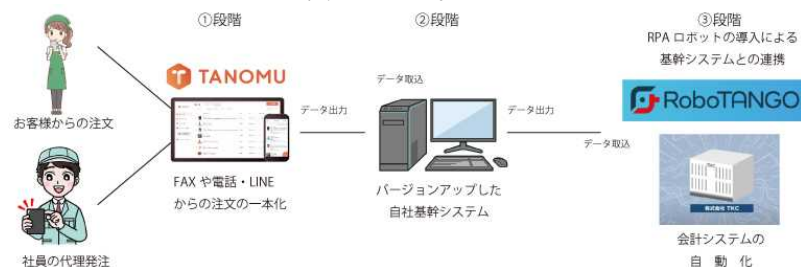 ①段階
②段階
③段階
RPA ロボットの導入による
基幹システムとの連携
TANOMU
データ取込
RoboTANGO
お客様からの注文
データ出力
データ出力
データ取込
FAX や電話・LINE
からの注文の一本化
バージョンアップした
自社基幹システム
株式会社 TKC
会計システムの
自 動 化
社員の代理発注